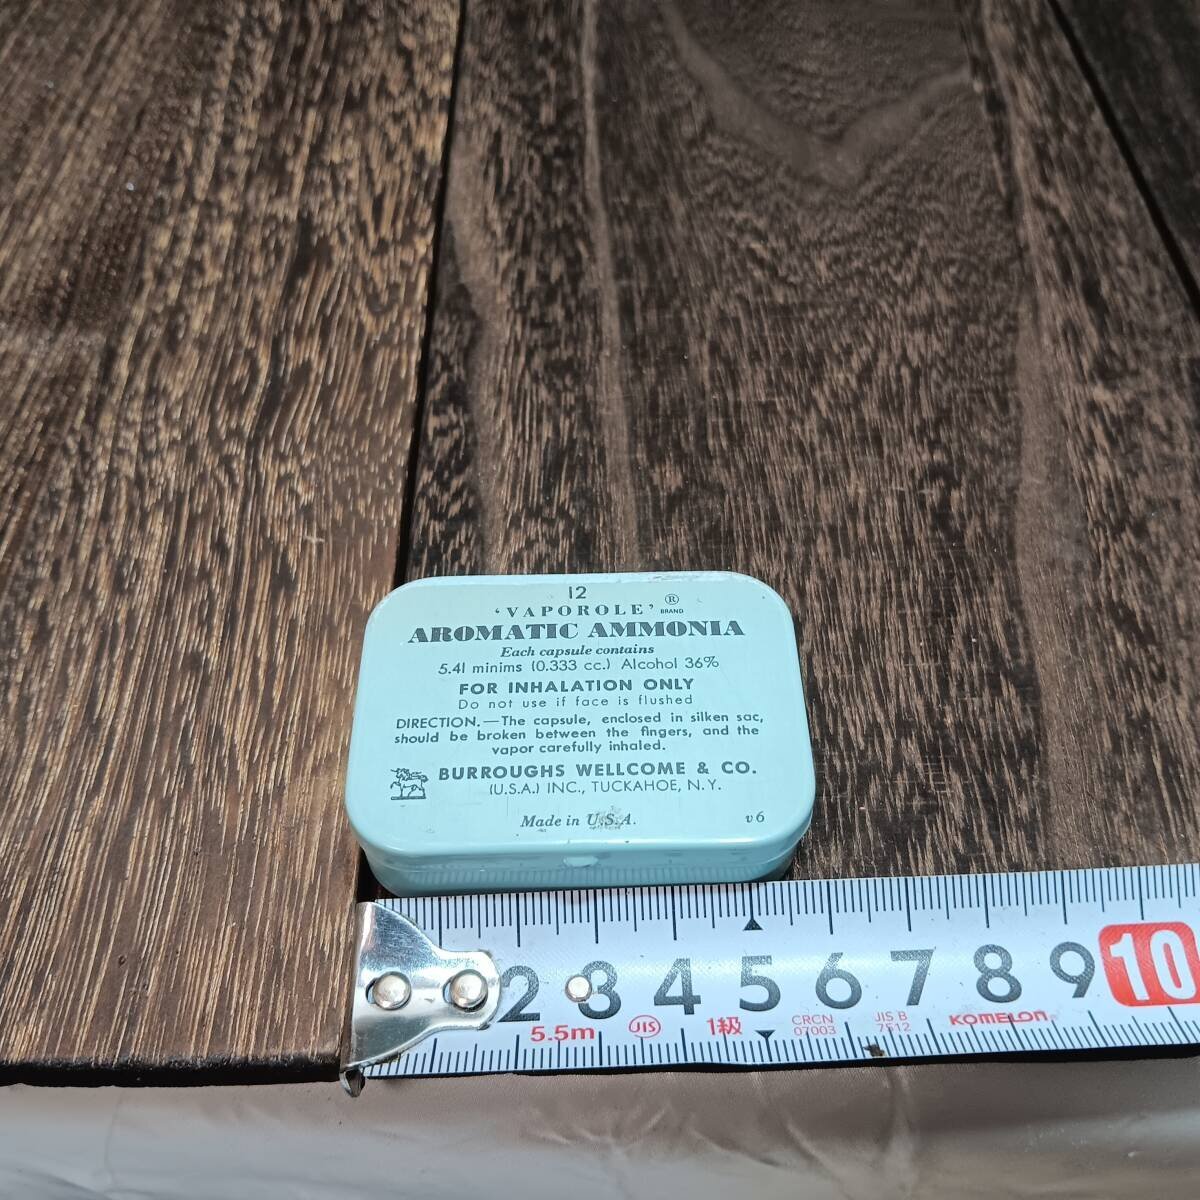 12
'VAPOROLE' ® BRAND
AROMATIC AMMONIA
Each capsule contains
5.41 minims (0.333 cc.) Alcohol 36%
FOR INHALATION ONLY
Do not use if face is flushed
DIRECTION.—The capsule, enclosed in silken sac,
should be broken between the fingers, and the
vapor carefully inhaled.
BURROUGHS WELLCOME & CO.
(U.S.A.) INC., TUCKAHOE, N.Y.
Made in U.S.A. v6
2 3 4 5 6 7 8 9 10
5.5m JIS 1級 CRCN 07003 JIS B 7512 KOMELON